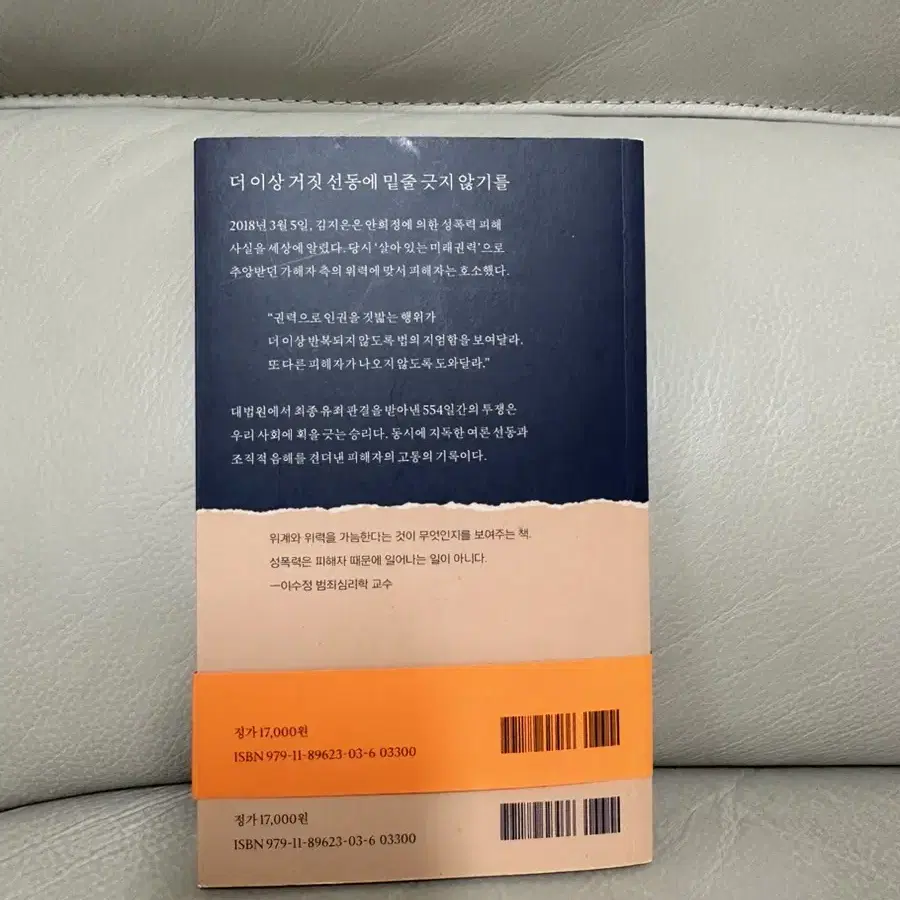 더 이상 거짓 선동에 밑줄 긋지 않기를
2018년 3월 5일, 김지은은 안희정에 의한 성폭력 피해
사실을 세상에 알렸다. 당시 ‘살아 있는 미래권력’으로
추앙받던 가해자 측의 위력에 맞서 피해자는 호소했다.
“권력으로 인권을 짓밟는 행위가
더 이상 반복되지 않도록 법의 지엄함을 보여달라.
또 다른 피해자가 나오지 않도록 도와달라.”
대법원에서 최종 유죄 판결을 받아낸 554일간의 투쟁은
우리 사회에 획을 긋는 승리다. 동시에 지독한 여론 선동과
조직적 음해를 견뎌낸 피해자의 고통의 기록이다.
위계와 위력을 가늠한다는 것이 무엇인지를 보여주는 책.
성폭력은 피해자 때문에 일어나는 일이 아니다.
—이수정 범죄심리학 교수
정가 17,000원
ISBN 979-11-89623-03-6 03300
정가 17,000원
ISBN 979-11-89623-03-6 03300